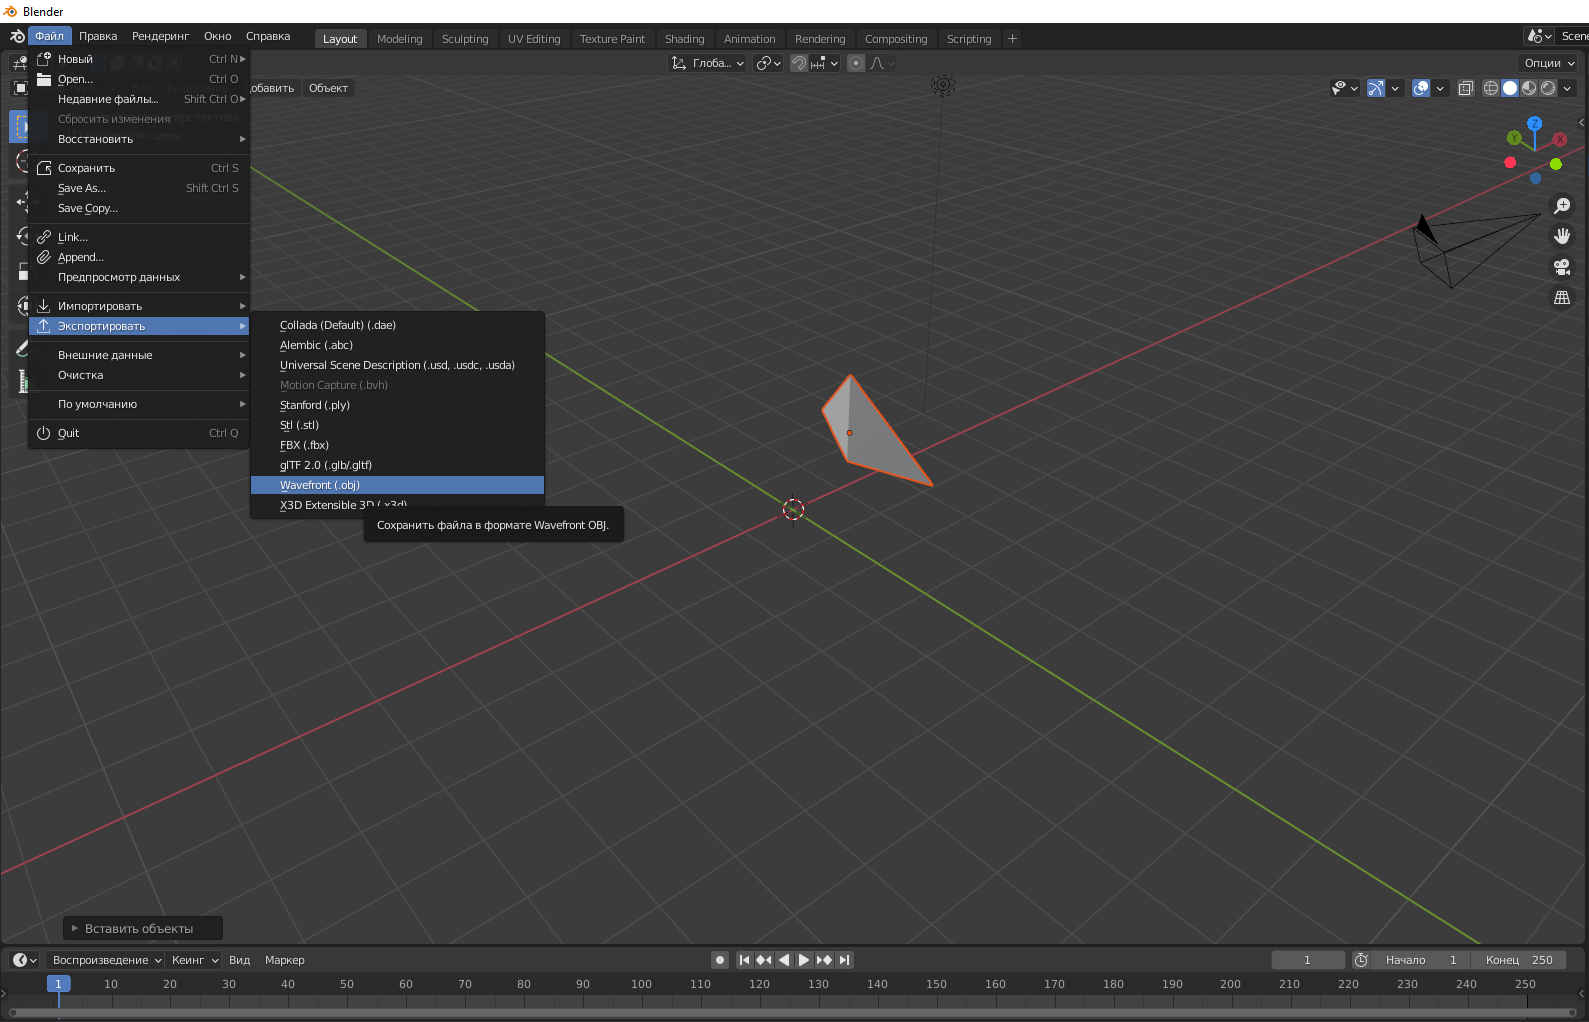 Blender
Файл Правка Рендеринг Окно Справка Layout Modeling Sculpting UV Editing Texture Paint Shading Animation Rendering Compositing Scripting + Scene
Новый Ctrl N
Глоба... Опции
Open... Ctrl O
обавить Объект
Недавние файлы... Shift Ctrl O
Сбросить изменения
Восстановить
Сохранить Ctrl S
Save As... Shift Ctrl S
Save Copy...
Link...
Append...
Предпросмотр данных
Импортировать
Экспортировать
Внешние данные
Очистка
По умолчанию
Quit Ctrl Q
Collada (Default) (.dae)
Alembic (.abc)
Universal Scene Description (.usd, .usdc, .usda)
Motion Capture (.bvh)
Stanford (.ply)
Stl (.stl)
FBX (.fbx)
glTF 2.0 (.glb/.gltf)
Wavefront (.obj)
X3D Extensible 3D (.x3d)
Сохранить файла в формате Wavefront OBJ.
Z
Y X
Вставить объекты
Воспроизведение Кеинг Вид Маркер 1 Начало 1 Конец 250
1 10 20 30 40 50 60 70 80 90 100 110 120 130 140 150 160 170 180 190 200 210 220 230 240 250